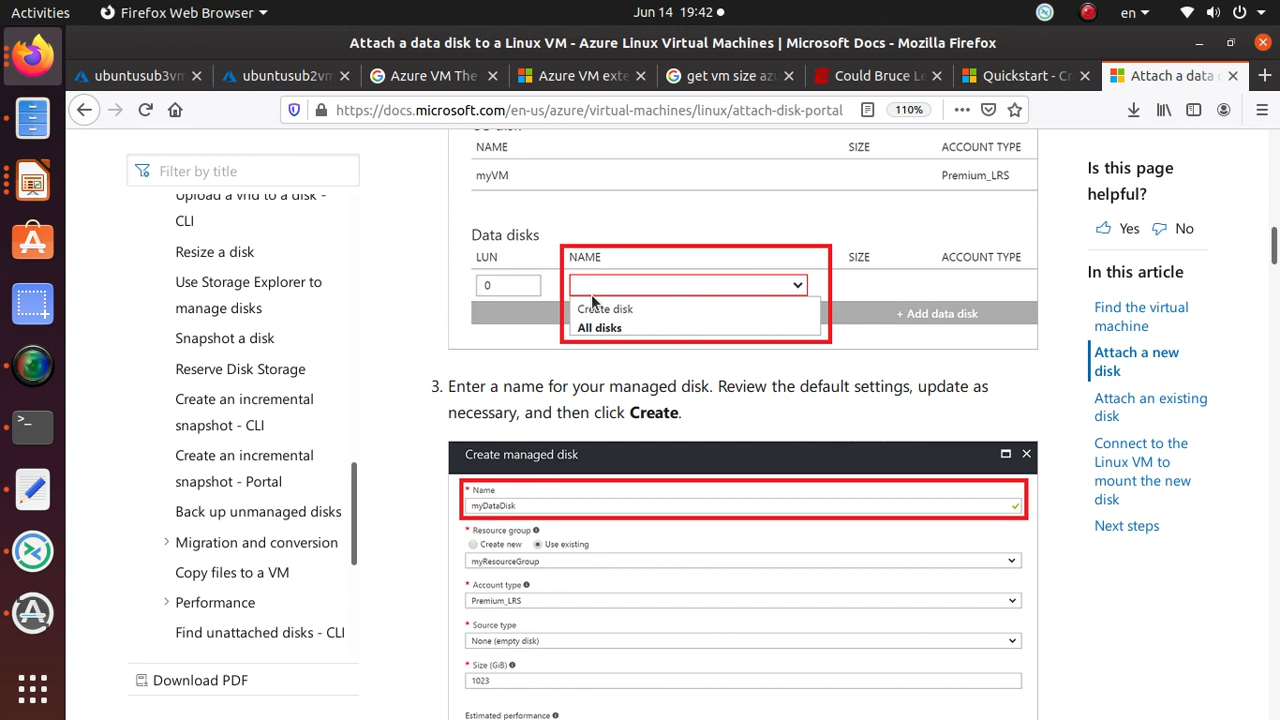 Activities
Firefox Web Browser
Jun 14 19:42
en
Attach a data disk to a Linux VM - Azure Linux Virtual Machines | Microsoft Docs - Mozilla Firefox
ubuntusub3vm
ubuntusub2vm
Azure VM The
Azure VM exte
get vm size azu
Gould Bruce Le
Quickstart - Cr
Attach a data d
https://docs.microsoft.com/en-us/azure/virtual-machines/linux/attach-disk-portal
110%
Filter by title
Upload a vhd to a disk -
CLI
Resize a disk
Use Storage Explorer to
manage disks
Snapshot a disk
Reserve Disk Storage
Create an incremental
snapshot - CLI
Create an incremental
snapshot - Portal
Back up unmanaged disks
Migration and conversion
Copy files to a VM
Performance
Find unattached disks - CLI
Download PDF
NAME SIZE ACCOUNT TYPE
myVM Premium_LRS
Data disks
LUN NAME SIZE ACCOUNT TYPE
0
Create disk
All disks
+ Add data disk
3. Enter a name for your managed disk. Review the default settings, update as
necessary, and then click Create.
Create managed disk
* Name
myDataDisk
* Resource group
Create new Use existing
myResourceGroup
* Account type
Premium_LRS
* Source type
None (empty disk)
* Size (GiB)
1023
Estimated performance
Is this page
helpful?
Yes No
In this article
Find the virtual
machine
Attach a new
disk
Attach an existing
disk
Connect to the
Linux VM to
mount the new
disk
Next steps